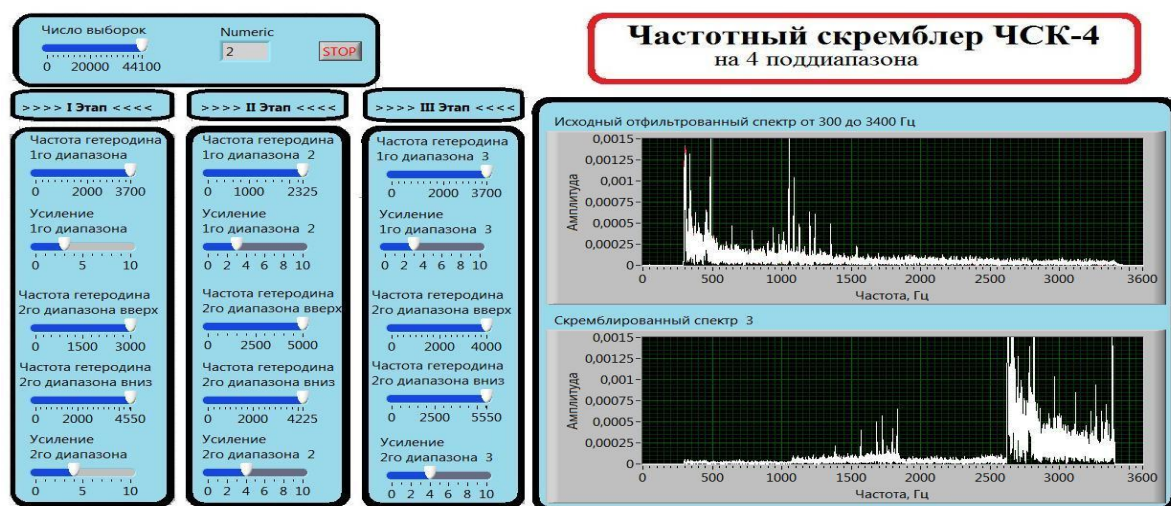 Число выборок
0 20000 44100
Numeric
2
STOP
Частотный скремблер ЧСК-4
на 4 поддиапазона
>>>> I Этап <<<<
Частота гетеродина
1го диапазона
0 2000 3700
Усиление
1го диапазона
0 5 10
Частота гетеродина
2го диапазона вверх
0 1500 3000
Частота гетеродина
2го диапазона вниз
0 2000 4550
Усиление
2го диапазона
0 5 10
>>>> II Этап <<<<
Частота гетеродина
1го диапазона 2
0 1000 2325
Усиление
1го диапазона 2
0 2 4 6 8 10
Частота гетеродина
2го диапазона вверх
0 2500 5000
Частота гетеродина
2го диапазона вниз
0 2000 4225
Усиление
2го диапазона 2
0 2 4 6 8 10
>>>> III Этап <<<<
Частота гетеродина
1го диапазона 3
0 2000 3700
Усиление
1го диапазона 3
0 2 4 6 8 10
Частота гетеродина
2го диапазона вверх
0 2000 4000
Частота гетеродина
2го диапазона вниз
0 2500 5550
Усиление
2го диапазона 3
0 2 4 6 8 10
Исходный отфильтрованный спектр от 300 до 3400 Гц
Амплитуда
0,0015
0,00125
0,001
0,00075
0,0005
0,00025
0
0 500 1000 1500 2000 2500 3000 3600
Частота, Гц
Скремблированный спектр 3
Амплитуда
0,0015
0,00125
0,001
0,00075
0,0005
0,00025
0
0 500 1000 1500 2000 2500 3000 3600
Частота, Гц